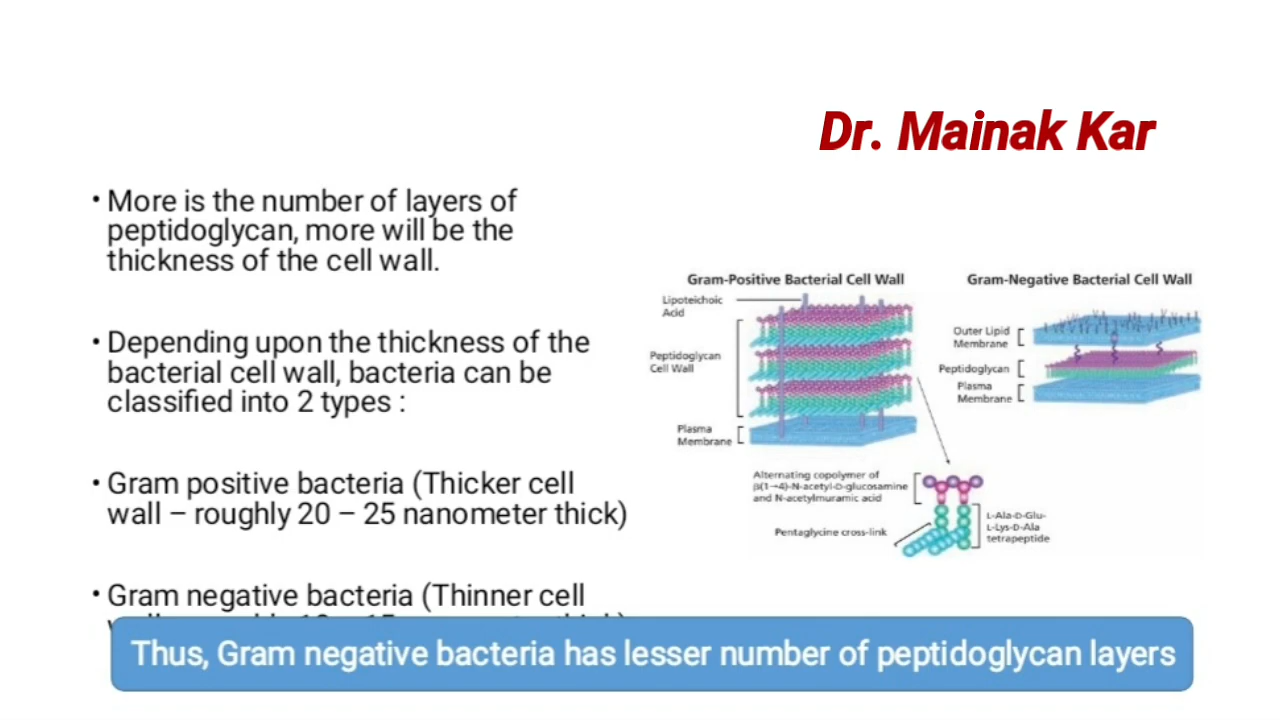 Dr. Mainak Kar
• More is the number of layers of
peptidoglycan, more will be the
thickness of the cell wall.
• Depending upon the thickness of the
bacterial cell wall, bacteria can be
classified into 2 types :
• Gram positive bacteria (Thicker cell
wall – roughly 20 – 25 nanometer thick)
• Gram negative bacteria (Thinner cell
Thus, Gram negative bacteria has lesser number of peptidoglycan layers
Gram-Positive Bacterial Cell Wall
Lipoteichoic
Acid
Peptidoglycan
Cell Wall
Plasma
Membrane
Gram-Negative Bacterial Cell Wall
Outer Lipid
Membrane
Peptidoglycan
Plasma
Membrane
Alternating copolymer of
β(1→4)-N-acetyl-D-glucosamine
and N-acetylmuramic acid
Pentaglycine cross-link
L-Ala-D-Glu-
L-Lys-D-Ala
tetrapeptide